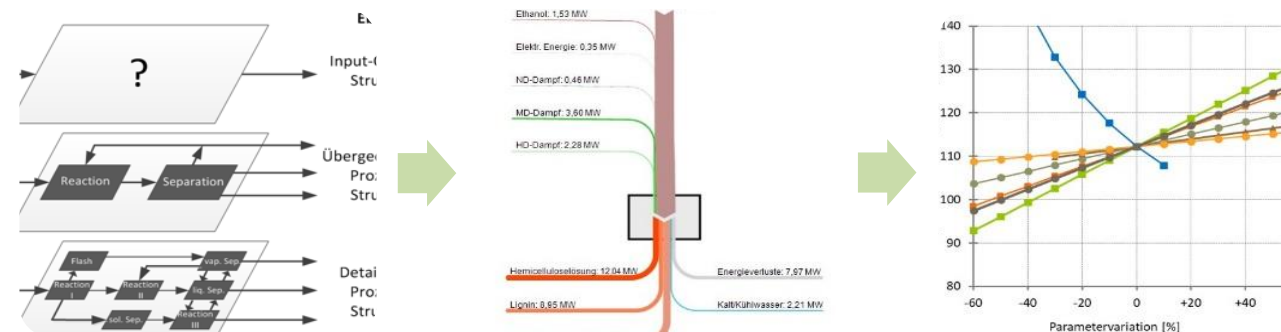 ?
Input-
Stru
Reaction
Separation
Proz
Stru
Flash
vap. Sep.
Reaction I
Reaction II
liq. Sep.
sol. Sep.
Reaction III
Detai
Proz
Stru
Ethanol: 1,53 MW
Elektr. Energie: 0,35 MW
ND-Dampf: 0,46 MW
MD-Dampf: 3,60 MW
HD-Dampf: 2,28 MW
Hemicelluloselösung: 12,04 MW
Energieverluste: 7,97 MW
Lignin: 8,95 MW
Kalt/Kühlwasser: 2,21 MW
140
130
120
110
100
90
80
-60 -40 -20 0 +20 +40
Parametervariation [%]